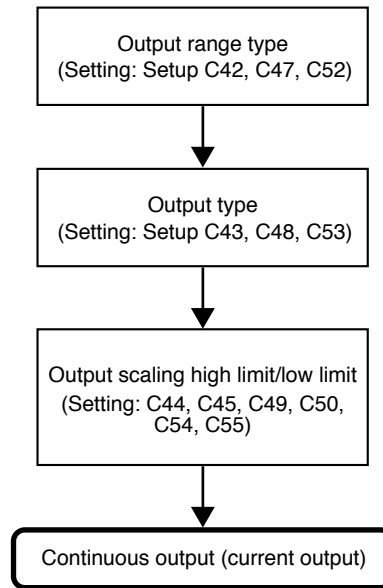 Output range type
(Setting: Setup C42, C47, C52)
Output type
(Setting: Setup C43, C48, C53)
Output scaling high limit/low limit
(Setting: C44, C45, C49, C50,
C54, C55)
Continuous output (current output)